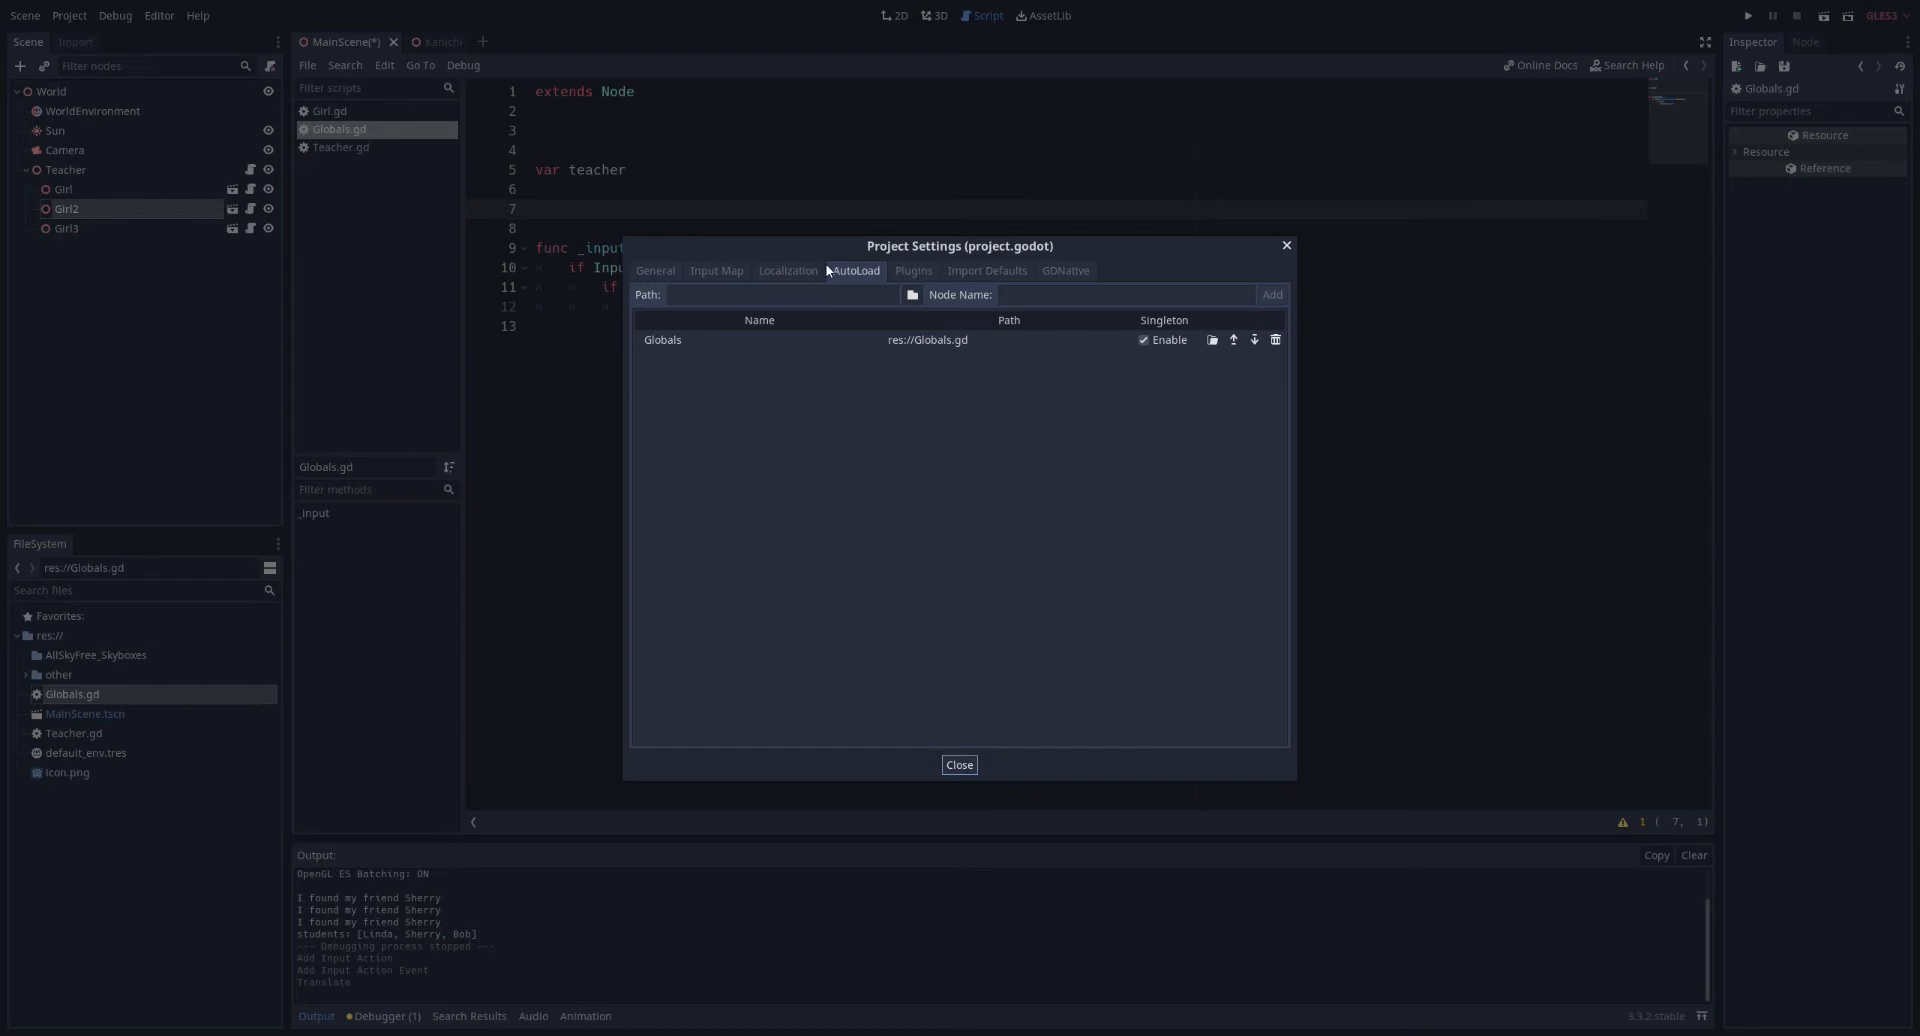 Scene Project Debug Editor Help
2D 3D Script AssetLib
GLES3
Scene Import
Filter nodes
World
WorldEnvironment
Sun
Camera
Teacher
Girl
Girl2
Girl3
FileSystem
res://Globals.gd
Search files
Favorites:
res://
AllSkyFree_Skyboxes
other
Globals.gd
MainScene.tscn
Teacher.gd
default_env.tres
icon.png
MainScene(*) Kanichi
File Search Edit Go To Debug
Online Docs Search Help
Filter scripts
Girl.gd
Globals.gd
Teacher.gd
Globals.gd
Filter methods
_input
1 extends Node
2
3
4
5 var teacher
6
7
8
9 func _input
10 if Inpu
11 if
12
13
1 ( 7, 1)
Project Settings (project.godot)
General Input Map Localization AutoLoad Plugins Import Defaults GDNative
Path: Node Name: Add
Name Path Singleton
Globals res://Globals.gd Enable
Close
Output: Copy Clear
OpenGL ES Batching: ON
I found my friend Sherry
I found my friend Sherry
I found my friend Sherry
students: [Linda, Sherry, Bob]
--- Debugging process stopped ---
Add Input Action
Add Input Action Event
Translate
Output Debugger (1) Search Results Audio Animation
3.3.2.stable
Inspector Node
Globals.gd
Filter properties
Resource
Resource
Reference